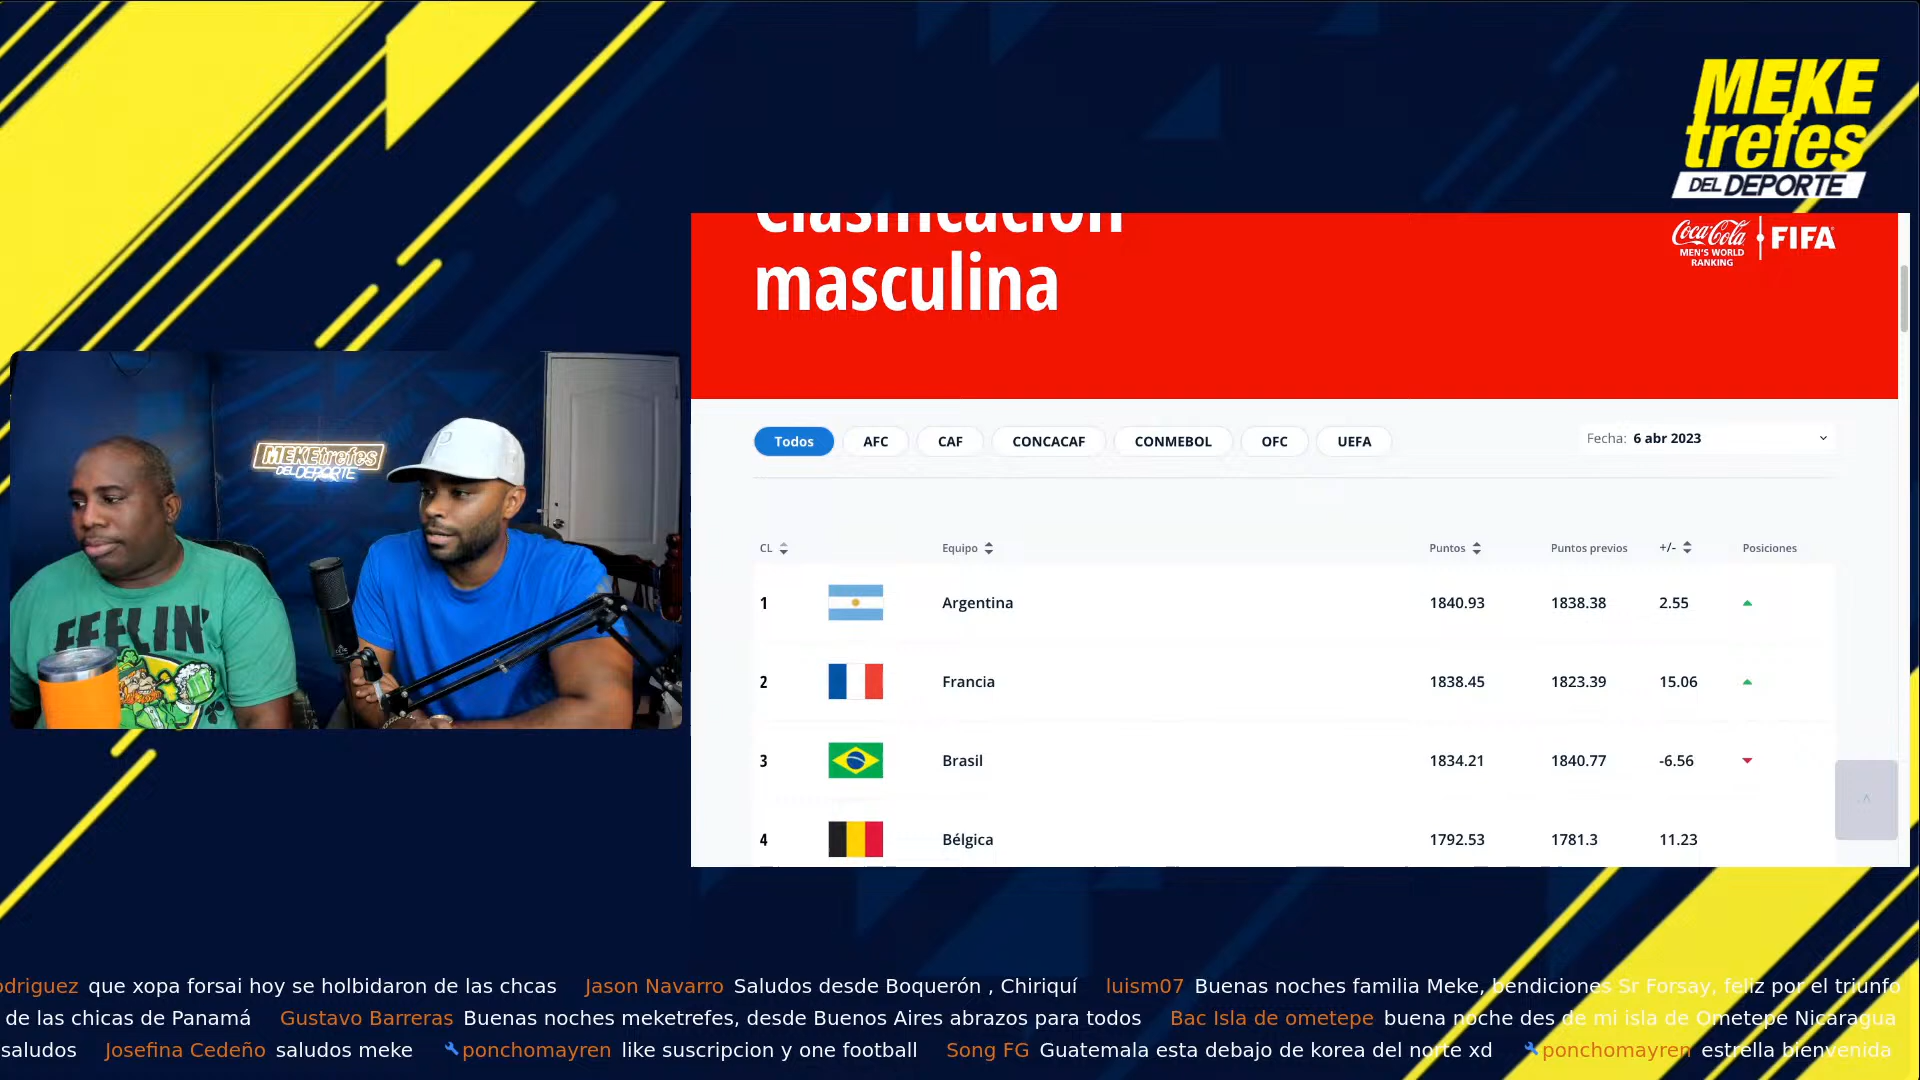 MEKE
trefes
DEL DEPORTE
Clasificación
masculina
Coca-Cola
MEN'S WORLD
RANKING
FIFA
Todos AFC CAF CONCACAF CONMEBOL OFC UEFA
Fecha: 6 abr 2023
CL Equipo Puntos Puntos previos +/- Posiciones
1 Argentina 1840.93 1838.38 2.55
2 Francia 1838.45 1823.39 15.06
3 Brasil 1834.21 1840.77 -6.56
4 Bélgica 1792.53 1781.3 11.23
MEKEtrefes
DEL DEPORTE
FEELIN'
odriguez que xopa forsai hoy se holbidaron de las chcas Jason Navarro Saludos desde Boquerón , Chiriquí luism07 Buenas noches familia Meke, bendiciones Sr Forsay, feliz por el triunfo
de las chicas de Panamá Gustavo Barreras Buenas noches meketrefes, desde Buenos Aires abrazos para todos Bac Isla de ometepe buena noche des de mi isla de Ometepe Nicaragua
saludos Josefina Cedeño saludos meke ponchomayren like suscripcion y one football Song FG Guatemala esta debajo de korea del norte xd ponchomayren estrella bienvenida